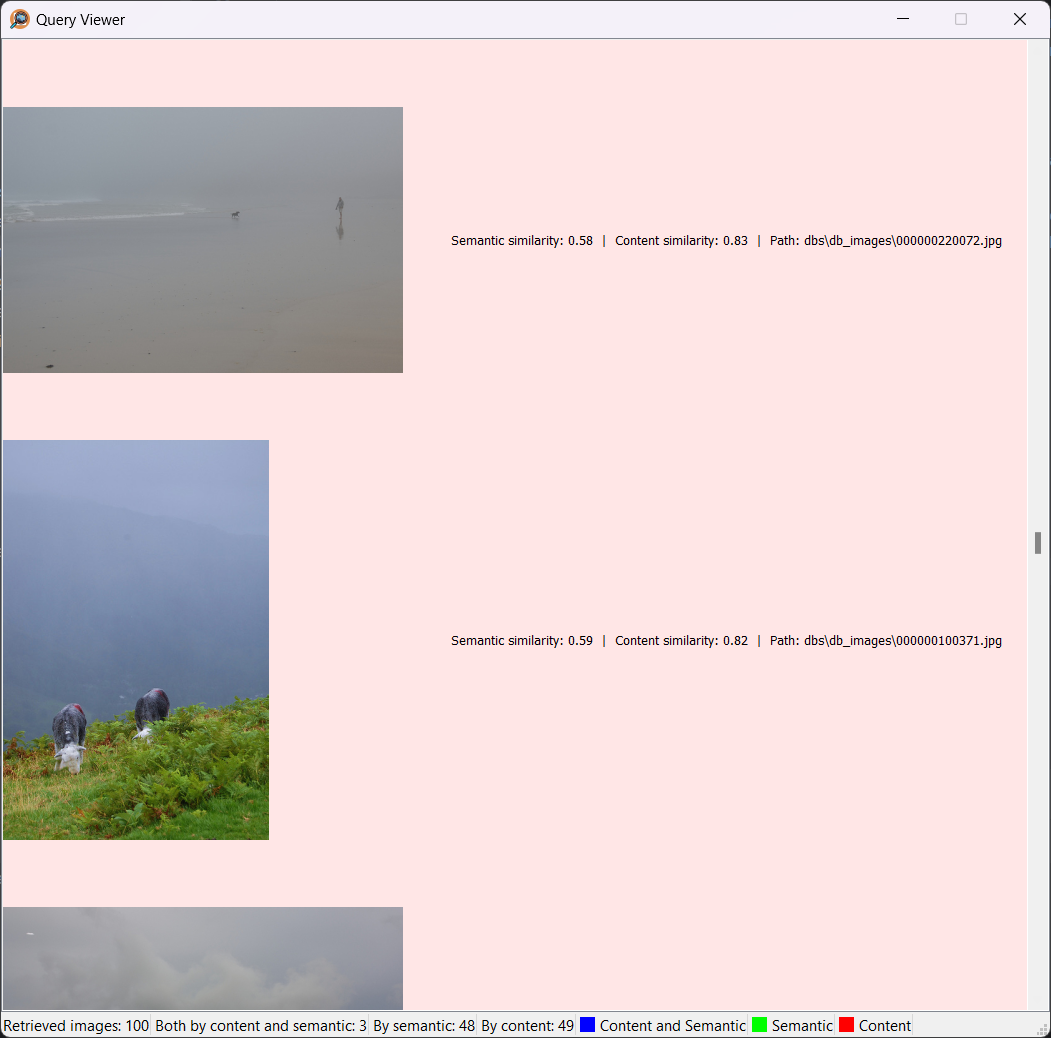 Query Viewer
Semantic similarity: 0.58 | Content similarity: 0.83 | Path: dbs\db_images\000000220072.jpg
Semantic similarity: 0.59 | Content similarity: 0.82 | Path: dbs\db_images\000000100371.jpg
Retrieved images: 100 Both by content and semantic: 3 By semantic: 48 By content: 49 Content and Semantic Semantic Content